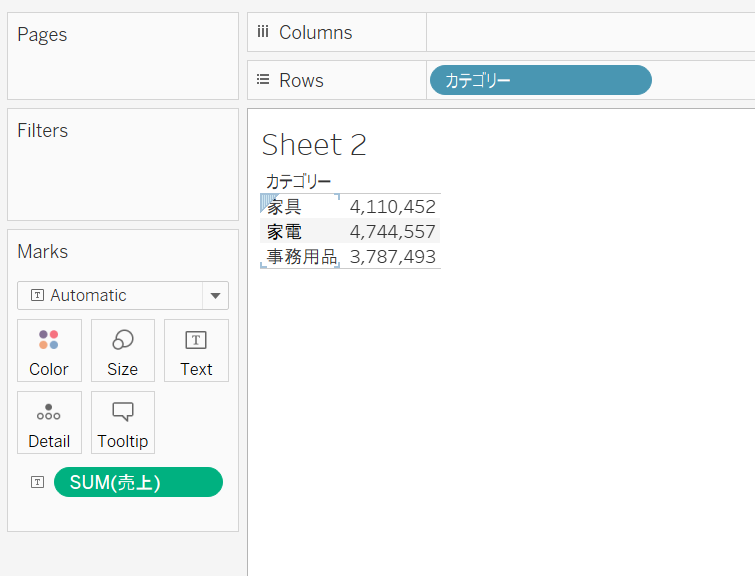 Pages
Columns
Rows
カテゴリー
Filters
Marks
Automatic
Color
Size
Text
Detail
Tooltip
SUM(売上)
Sheet 2
カテゴリー
家具 4,110,452
家電 4,744,557
事務用品 3,787,493